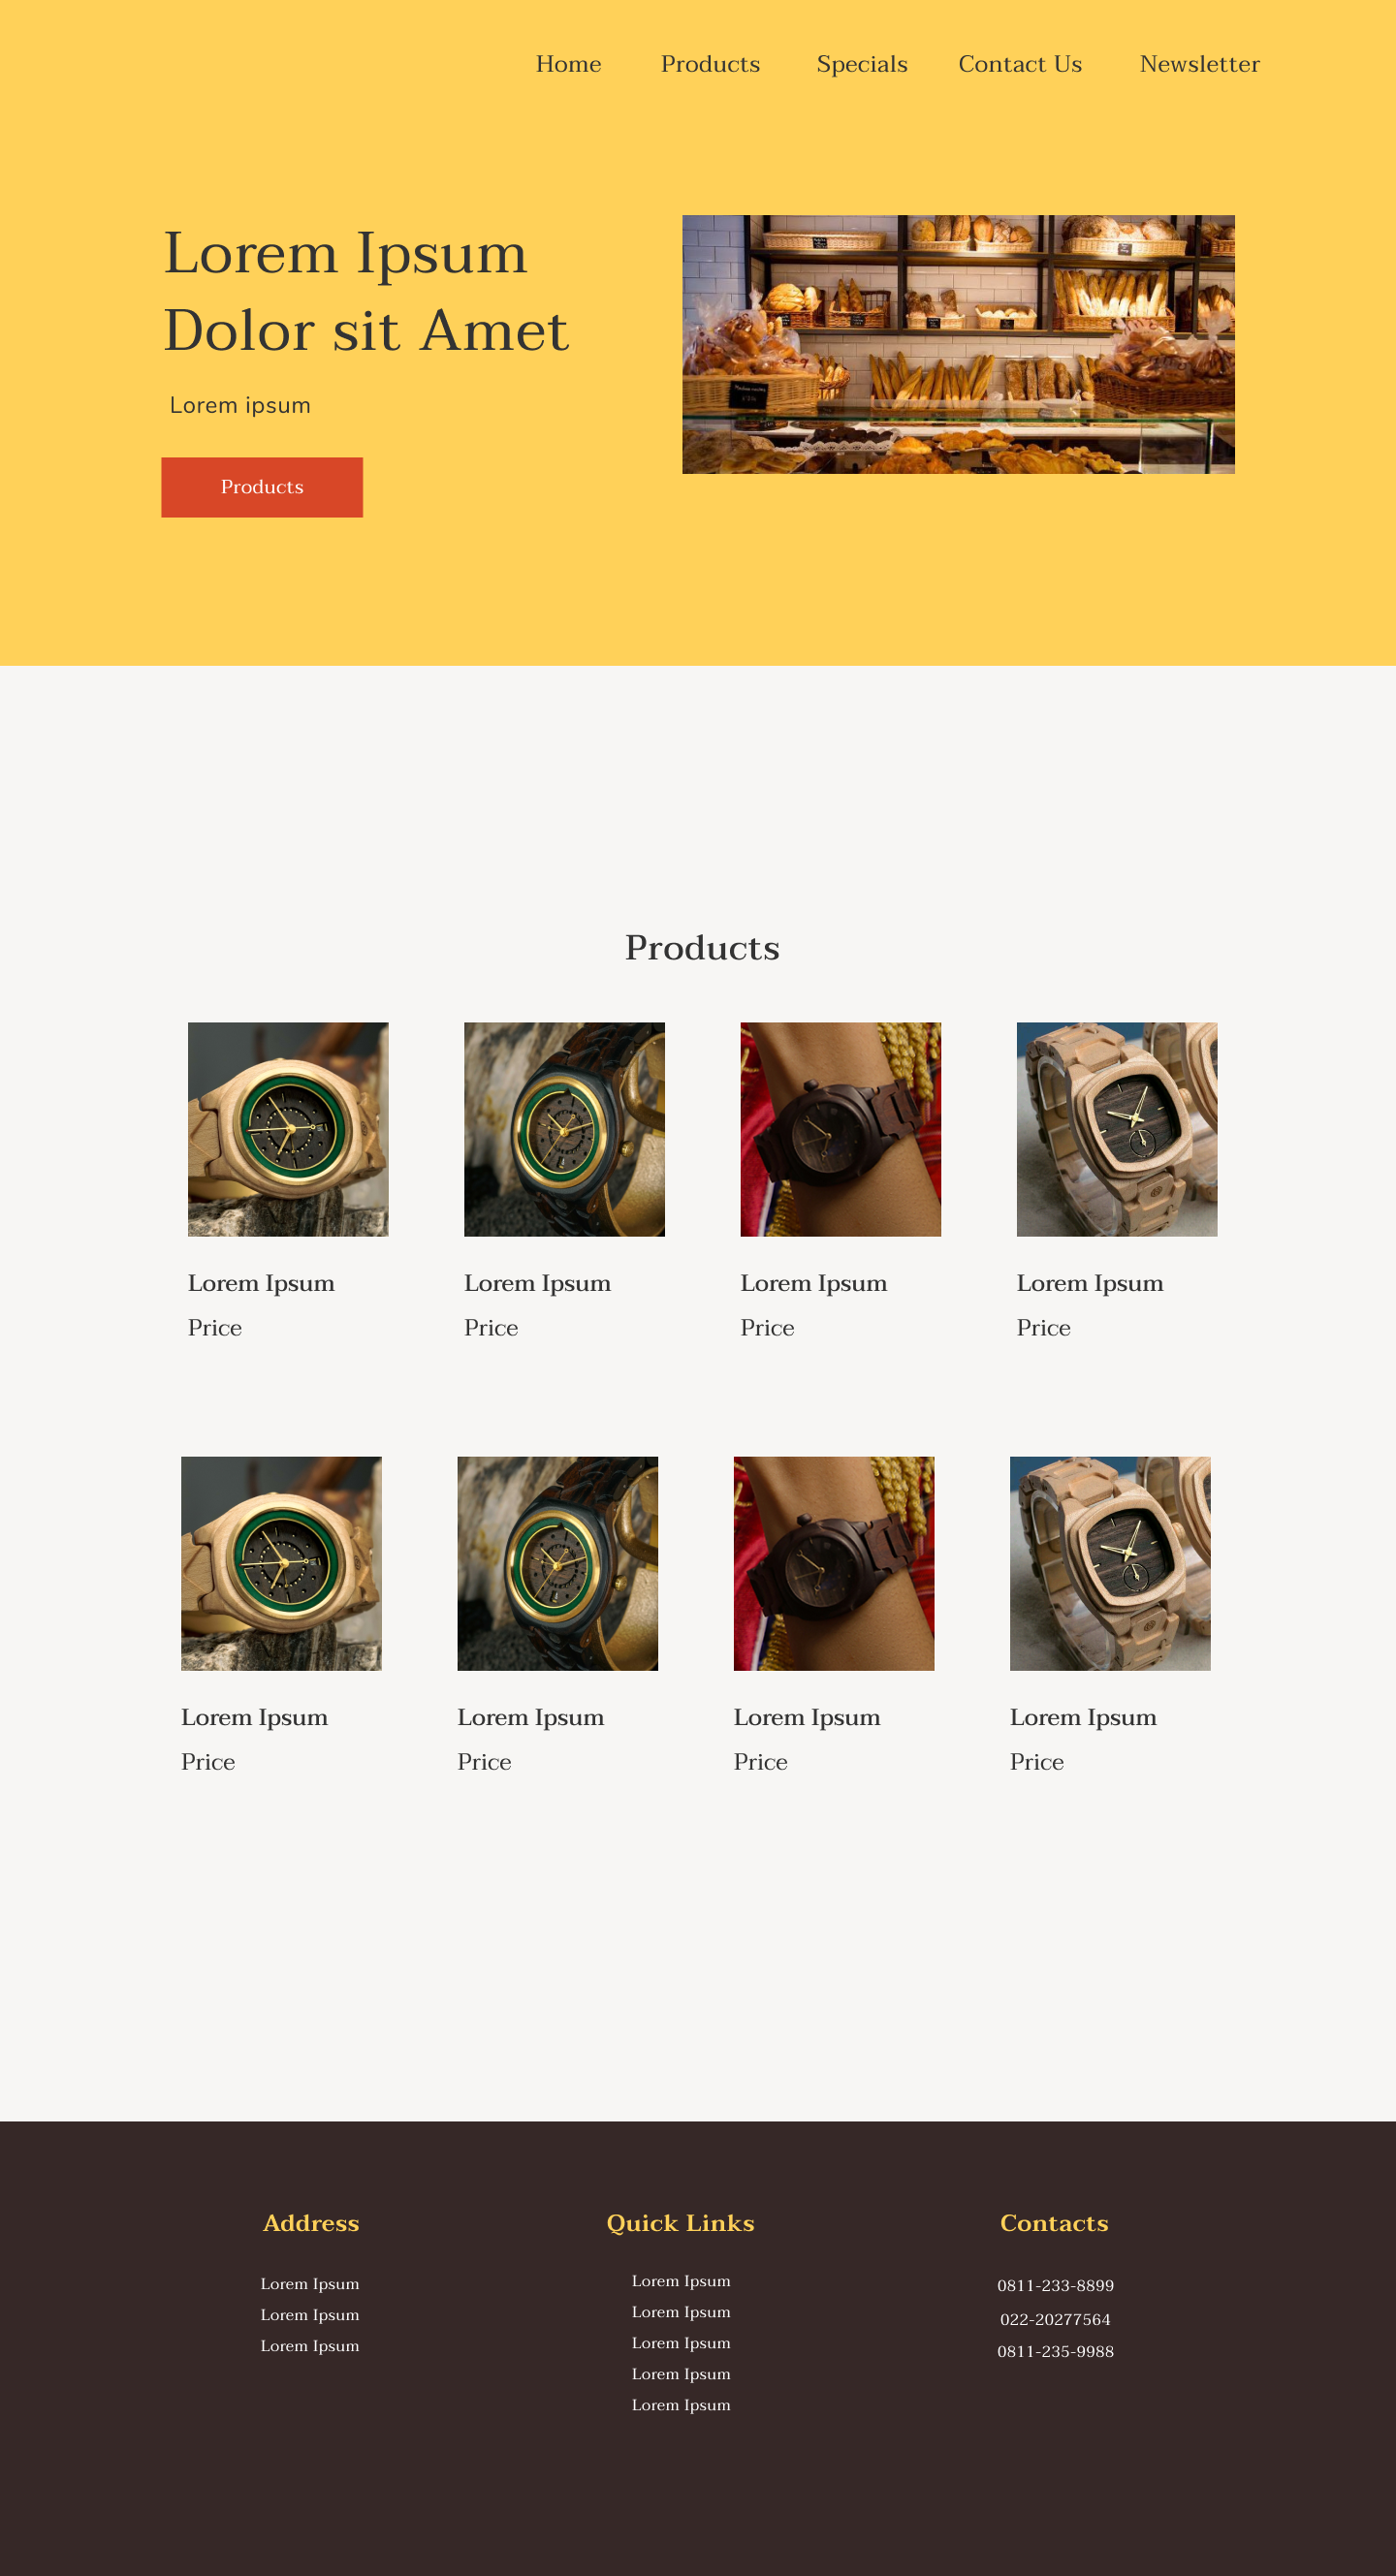 Home Products Specials Contact Us Newsletter
Lorem Ipsum
Dolor sit Amet
Lorem ipsum
Products
Products
Lorem Ipsum Lorem Ipsum Lorem Ipsum Lorem Ipsum
Price Price Price Price
Lorem Ipsum Lorem Ipsum Lorem Ipsum Lorem Ipsum
Price Price Price Price
Address
Lorem Ipsum
Lorem Ipsum
Lorem Ipsum
Quick Links
Lorem Ipsum
Lorem Ipsum
Lorem Ipsum
Lorem Ipsum
Lorem Ipsum
Contacts
0811-233-8899
022-20277564
0811-235-9988